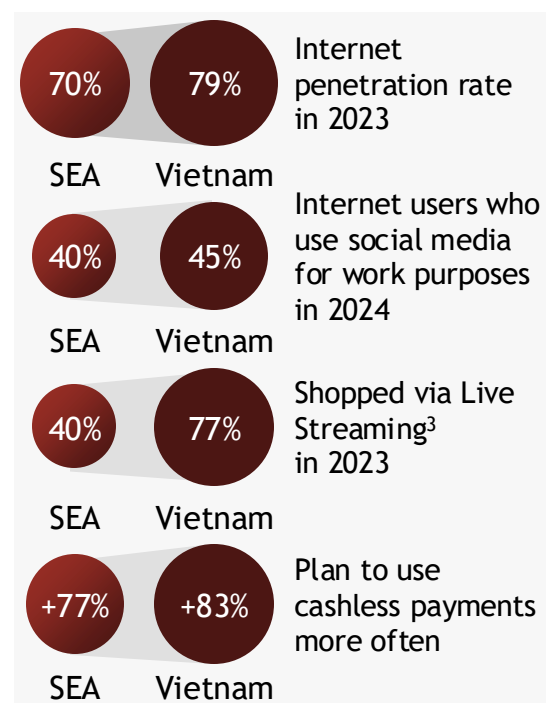 70%
79%
Internet
penetration rate
in 2023
SEA
Vietnam
40%
45%
Internet users who
use social media
for work purposes
in 2024
SEA
Vietnam
40%
77%
Shopped via Live
Streaming³
in 2023
SEA
Vietnam
+77%
+83%
Plan to use
cashless payments
more often
SEA
Vietnam